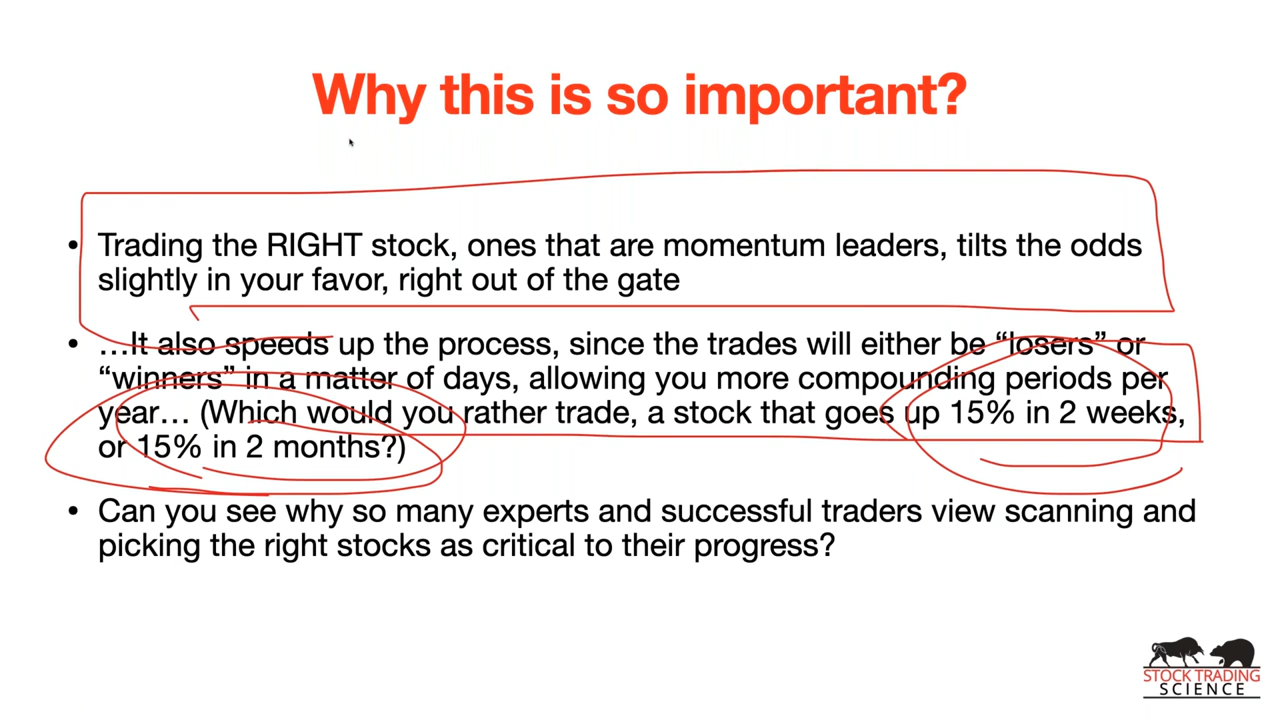 Why this is so important?
• Trading the RIGHT stock, ones that are momentum leaders, tilts the odds
slightly in your favor, right out of the gate
• …It also speeds up the process, since the trades will either be “losers” or
“winners” in a matter of days, allowing you more compounding periods per
year… (Which would you rather trade, a stock that goes up 15% in 2 weeks,
or 15% in 2 months?)
• Can you see why so many experts and successful traders view scanning and
picking the right stocks as critical to their progress?
STOCK TRADING
SCIENCE